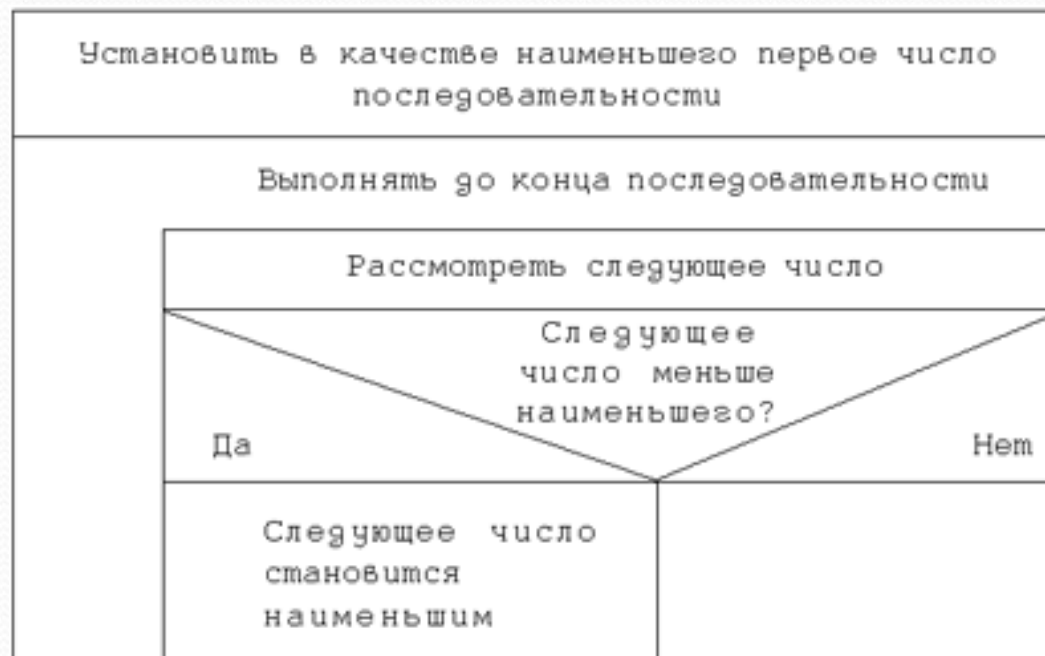 Установить в качестве наименьшего первое число
последовательности
Выполнять до конца последовательности
Рассмотреть следующее число
Следующее
число меньше
наименьшего?
Да
Нет
Следующее число
становится
наименьшим